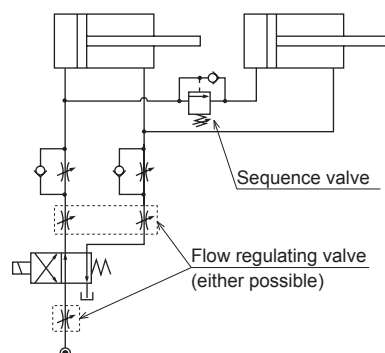 Sequence valve
Flow regulating valve
(either possible)